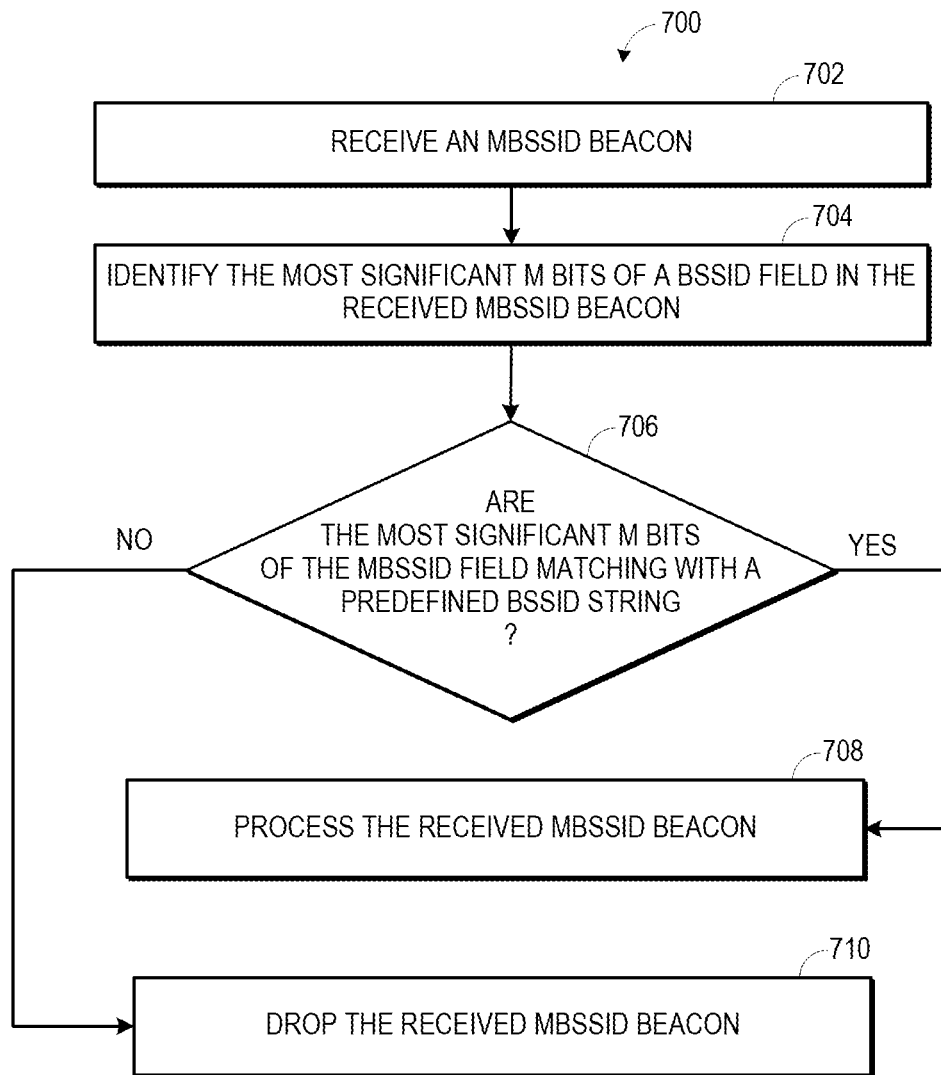 700
702
RECEIVE AN MBSSID BEACON
704
IDENTIFY THE MOST SIGNIFICANT M BITS OF A BSSID FIELD IN THE
RECEIVED MBSSID BEACON
706
ARE
THE MOST SIGNIFICANT M BITS
OF THE MBSSID FIELD MATCHING WITH A
PREDEFINED BSSID STRING
?
NO
YES
708
PROCESS THE RECEIVED MBSSID BEACON
710
DROP THE RECEIVED MBSSID BEACON